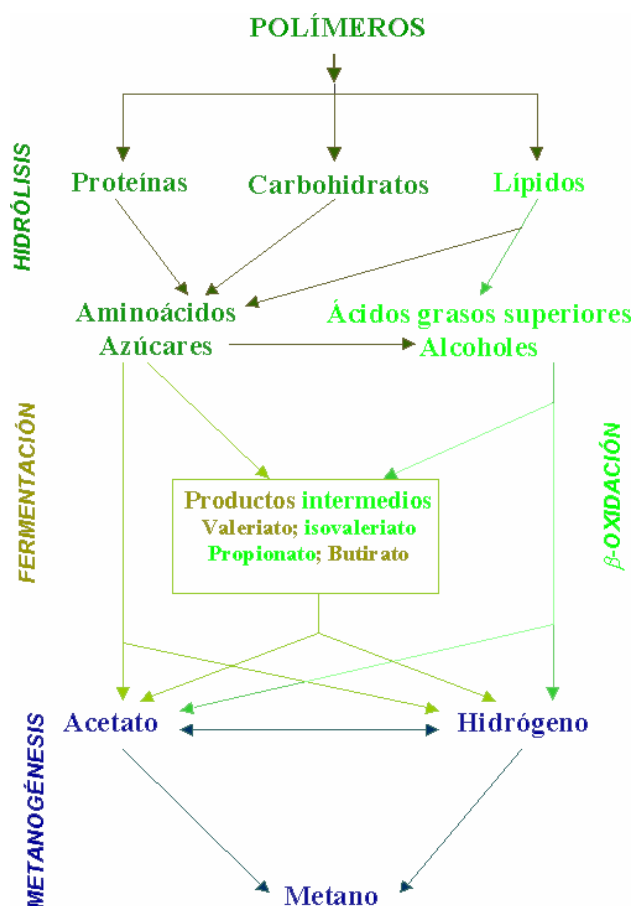 POLÍMEROS
HIDRÓLISIS
Proteínas
Carbohidratos
Lípidos
Aminoácidos
Azúcares
Ácidos grasos superiores
Alcoholes
FERMENTACIÓN
β-OXIDACIÓN
Productos intermedios
Valeriato; isovaleriato
Propionato; Butirato
METANOGÉNESIS
Acetato
Hidrógeno
Metano